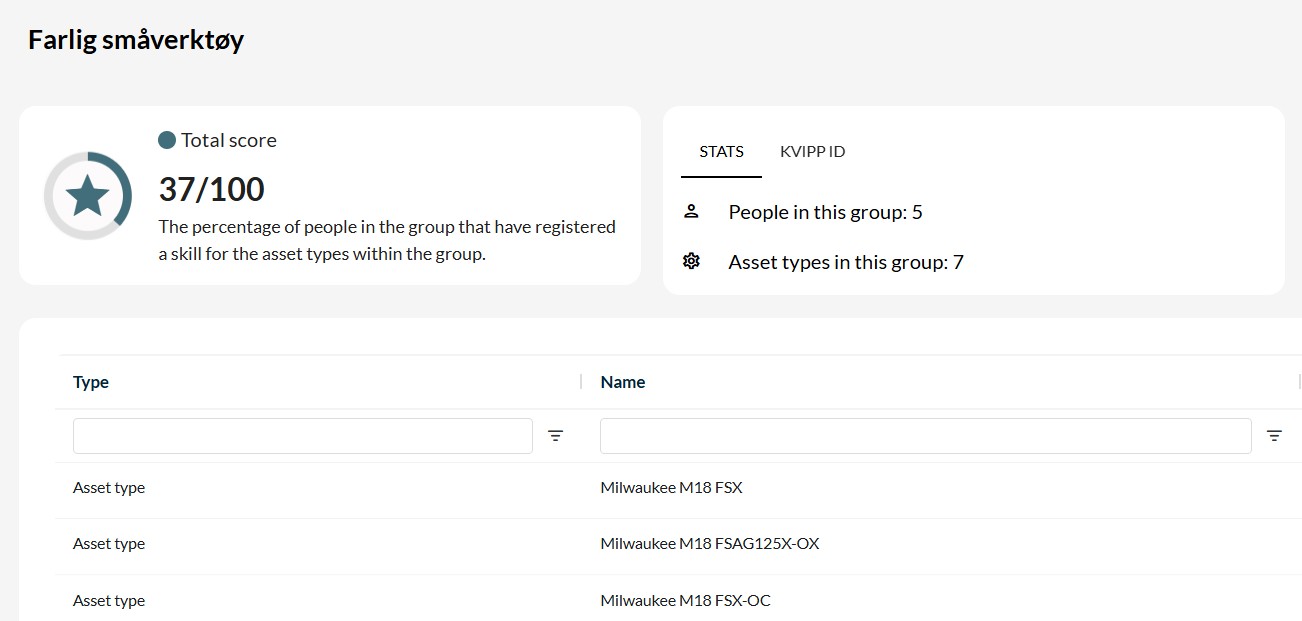 Farlig småverktøy
Total score
37/100
The percentage of people in the group that have registered
a skill for the asset types within the group.
STATS
KVIPP ID
People in this group: 5
Asset types in this group: 7
Type
Name
Asset type
Milwaukee M18 FSX
Asset type
Milwaukee M18 FSAG125X-OX
Asset type
Milwaukee M18 FSX-OC